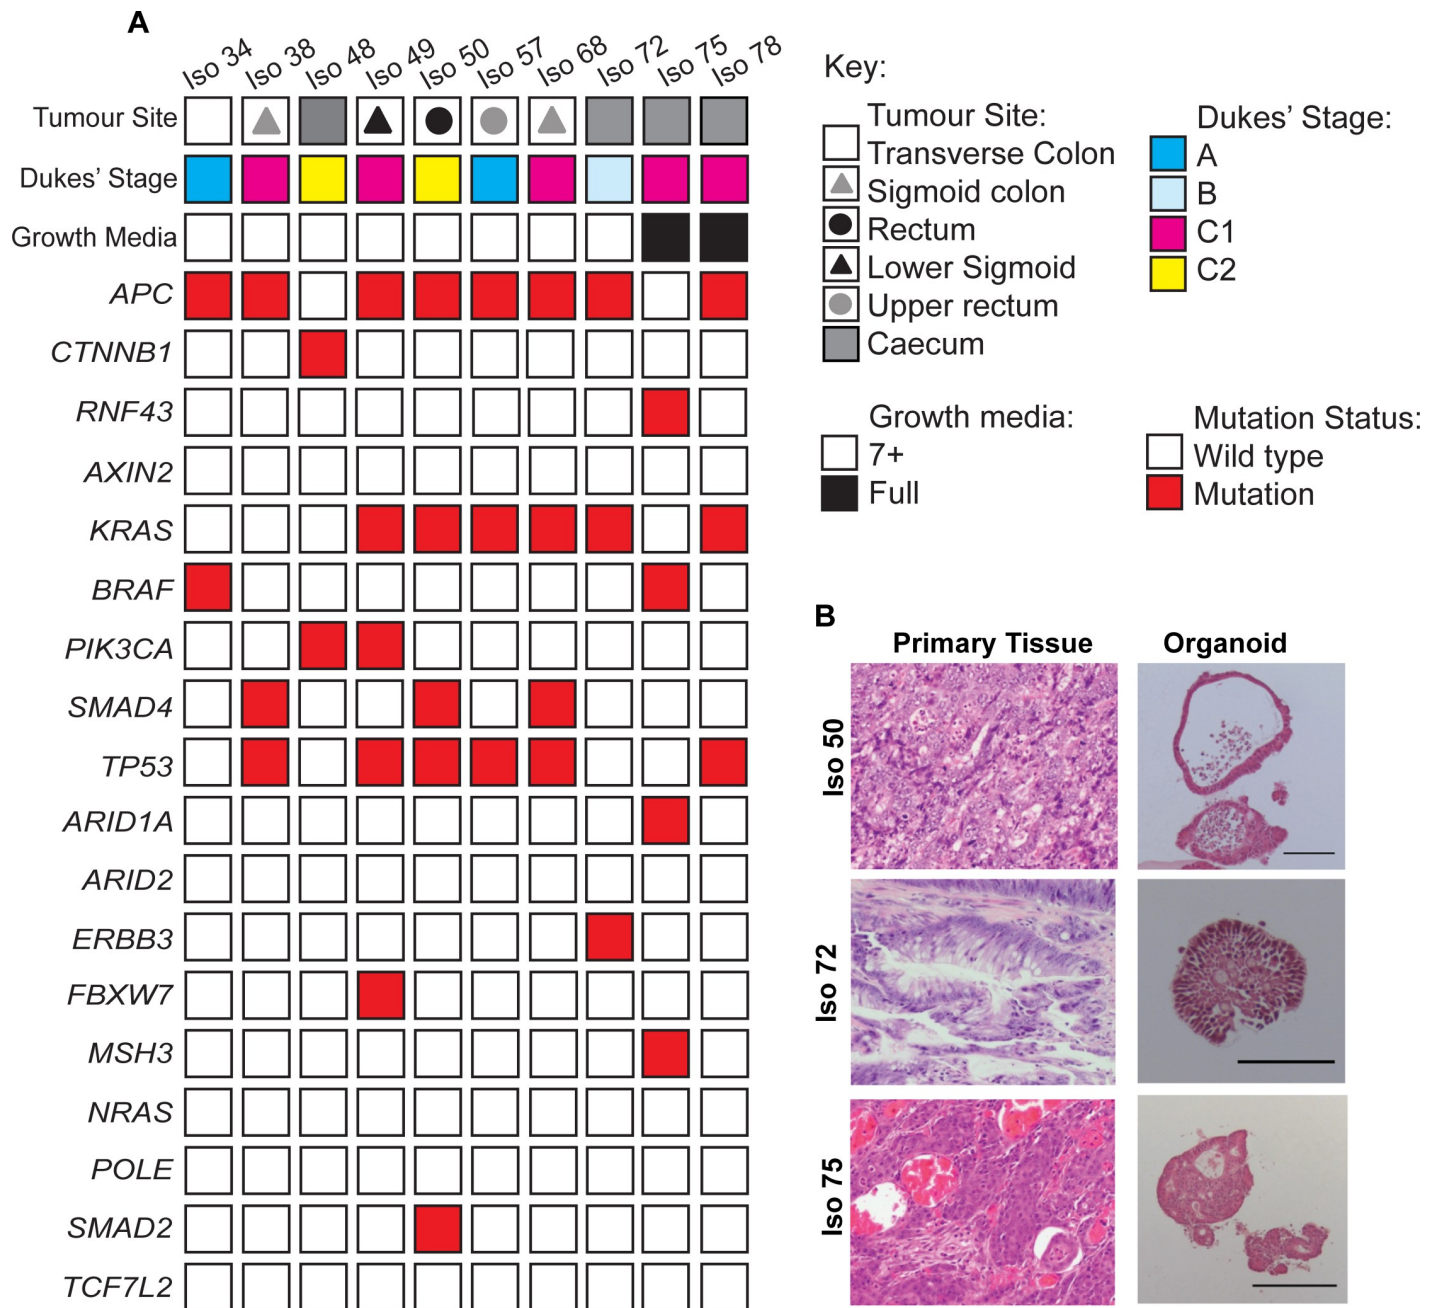 A
Iso 34 Iso 38 Iso 48 Iso 49 Iso 50 Iso 57 Iso 68 Iso 72 Iso 75 Iso 78
Tumour Site
Dukes’ Stage
Growth Media
APC
CTNNB1
RNF43
AXIN2
KRAS
BRAF
PIK3CA
SMAD4
TP53
ARID1A
ARID2
ERBB3
FBXW7
MSH3
NRAS
POLE
SMAD2
TCF7L2
Key:
Tumour Site:
Transverse Colon
Sigmoid colon
Rectum
Lower Sigmoid
Upper rectum
Caecum
Dukes’ Stage:
A
B
C1
C2
Growth media:
7+
Full
Mutation Status:
Wild type
Mutation
B
Primary Tissue Organoid
Iso 50
Iso 72
Iso 75